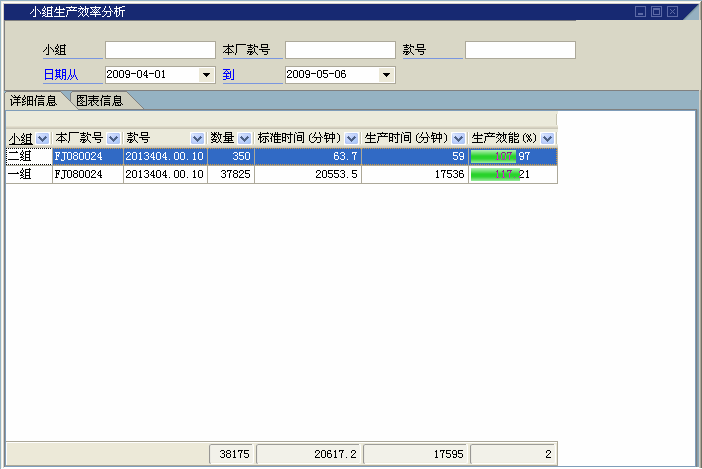 小组生产效率分析
小组 本厂款号 款号
日期从 2009-04-01 到 2009-05-06
详细信息 图表信息
小组 本厂款号 款号 数量 标准时间(分钟) 生产时间(分钟) 生产效能(%)
二组 FJ080024 2013404.00.10 350 63.7 59 107.97
一组 FJ080024 2013404.00.10 37825 20553.5 17536 117.21
38175 20617.2 17595 2